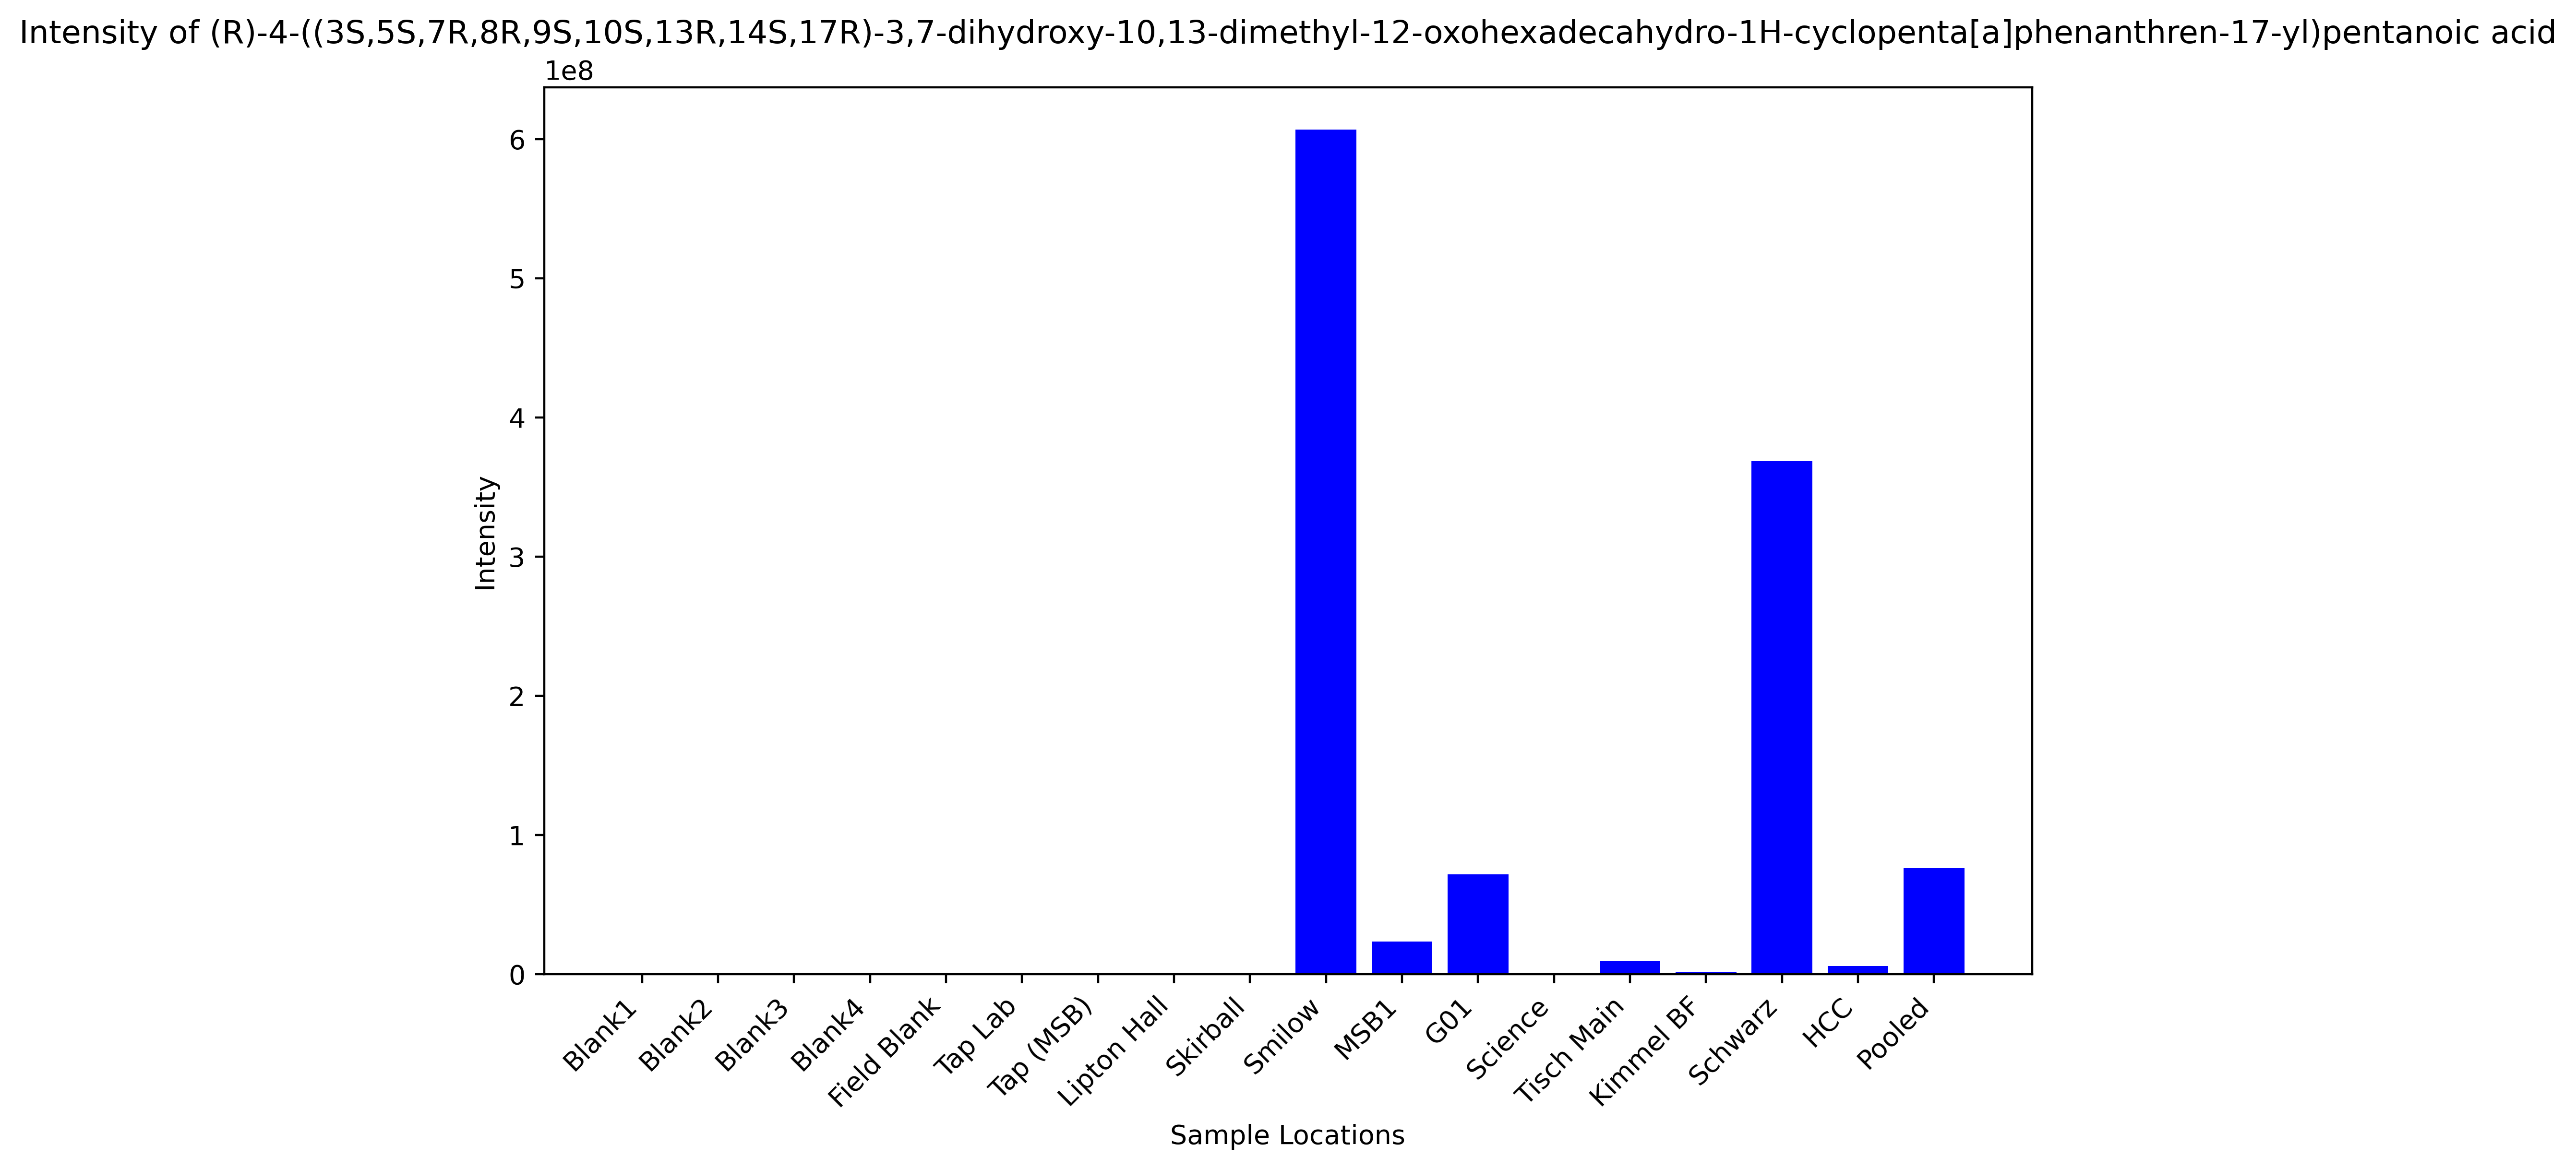 Intensity of (R)-4-((3S,5S,7R,8R,9S,10S,13R,14S,17R)-3,7-dihydroxy-10,13-dimethyl-12-oxohexadecahydro-1H-cyclopenta[a]phenanthren-17-yl)pentanoic acid
1e8
6
5
4
3
2
1
0
Intensity
Blank1
Blank2
Blank3
Blank4
Field Blank
Tap Lab
Tap (MSB)
Lipton Hall
Skirball
Smilow
MSB1
G01
Science
Tisch Main
Kimmel BF
Schwarz
HCC
Pooled
Sample Locations